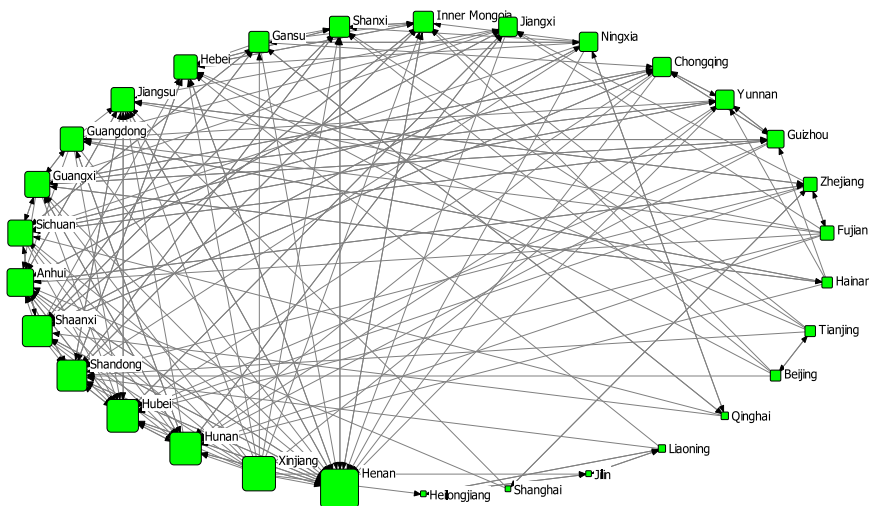 Shanxi
Inner Mongoia
Jiangxi
Gansu
Ningxia
Hebei
Chongqing
Jiangsu
Yunnan
Guangdong
Guizhou
Guangxi
Zhejiang
Sichuan
Fujian
Anhui
Hainan
Shaanxi
Tianjing
Shandong
Beijing
Hubei
Qinghai
Hunan
Liaoning
Xinjiang
Henan
Jilin
Heilongjiang
Shanghai